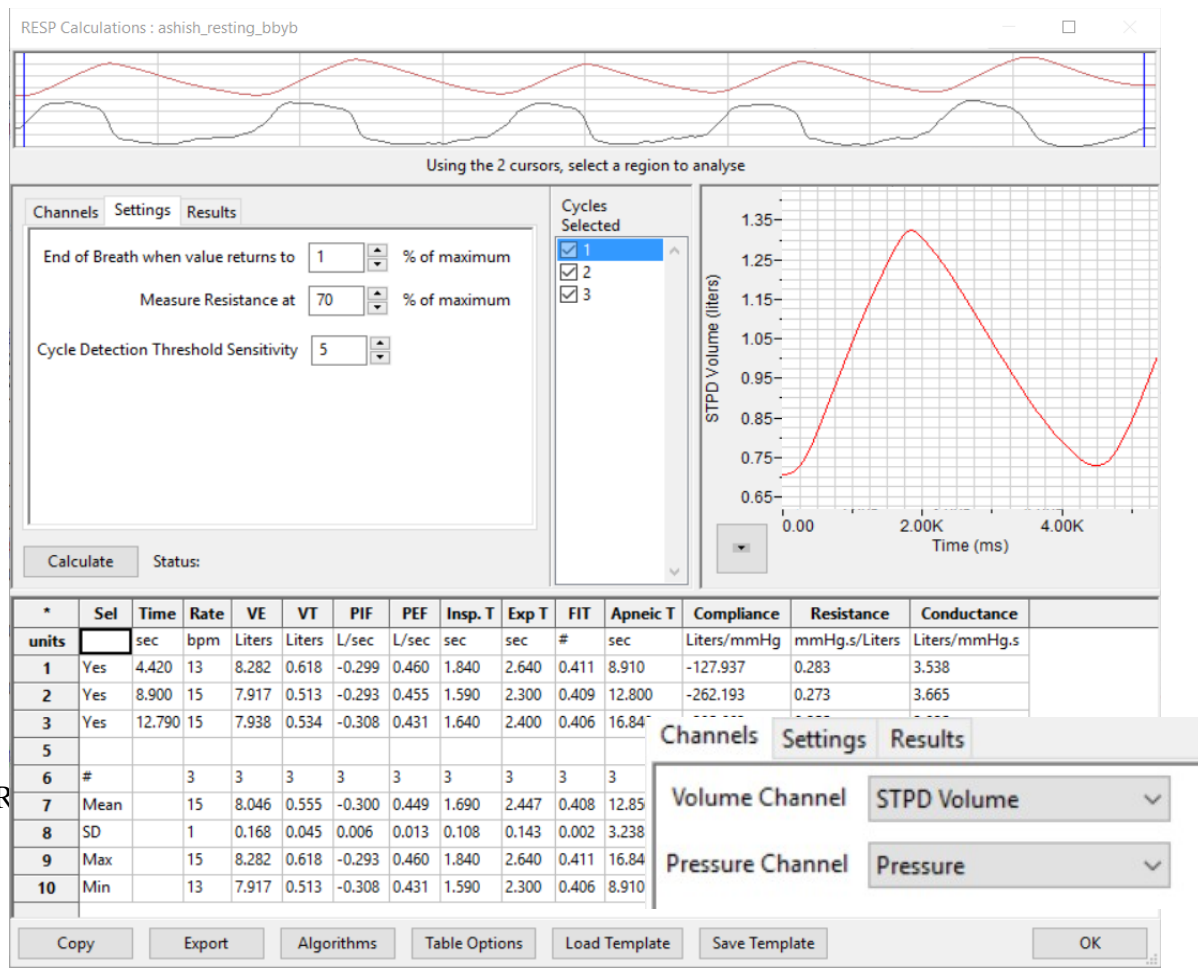 RESP Calculations : ashish_resting_bbyb
Using the 2 cursors, select a region to analyse
Channels Settings Results
End of Breath when value returns to 1 % of maximum
Measure Resistance at 70 % of maximum
Cycle Detection Threshold Sensitivity 5
Calculate Status:
Cycles
Selected
1
2
3
STPD Volume (liters)
1.35
1.25
1.15
1.05
0.95
0.85
0.75
0.65
0.00 2.00K 4.00K
Time (ms)
* Sel Time Rate VE VT PIF PEF Insp. T Exp T FIT Apneic T Compliance Resistance Conductance
units sec bpm Liters Liters L/sec L/sec sec sec # sec Liters/mmHg mmHg.s/Liters Liters/mmHg.s
1 Yes 4.420 13 8.282 0.618 -0.299 0.460 1.840 2.640 0.411 8.910 -127.937 0.283 3.538
2 Yes 8.900 15 7.917 0.513 -0.293 0.455 1.590 2.300 0.409 12.800 -262.193 0.273 3.665
3 Yes 12.790 15 7.938 0.534 -0.308 0.431 1.640 2.400 0.406 16.84
5
6 # 3 3 3 3 3 3 3 3 3
7 Mean 15 8.046 0.555 -0.300 0.449 1.690 2.447 0.408 12.85
8 SD 1 0.168 0.045 0.006 0.013 0.108 0.143 0.002 3.238
9 Max 15 8.282 0.618 -0.293 0.460 1.840 2.640 0.411 16.84
10 Min 13 7.917 0.513 -0.308 0.431 1.590 2.300 0.406 8.910
R
Channels Settings Results
Volume Channel STPD Volume
Pressure Channel Pressure
Copy Export Algorithms Table Options Load Template Save Template OK